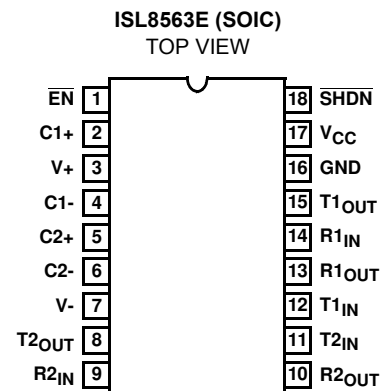 ISL8563E (SOIC)
TOP VIEW
EN 1 18 SHDN
C1+ 2 17 VCC
V+ 3 16 GND
C1- 4 15 T1OUT
C2+ 5 14 R1IN
C2- 6 13 R1OUT
V- 7 12 T1IN
T2OUT 8 11 T2IN
R2IN 9 10 R2OUT